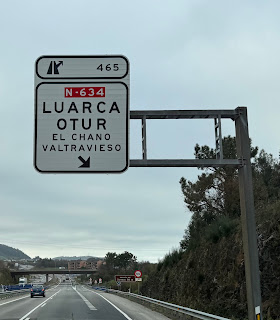 465
N-634
LUARCA
OTUR
EL CHANO
VALTRAVIESO